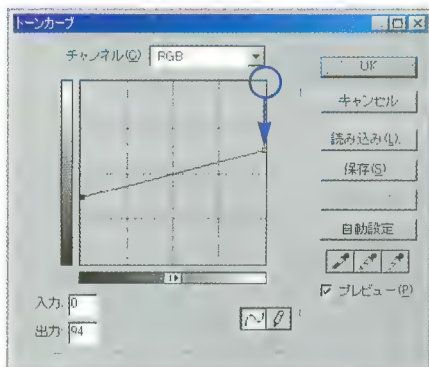 トーンカーブ
チャンネル(C) RGB
OK
キャンセル
読み込み(L)...
保存(S)...
自動設定
プレビュー(P)
入力: 0
出力: 94